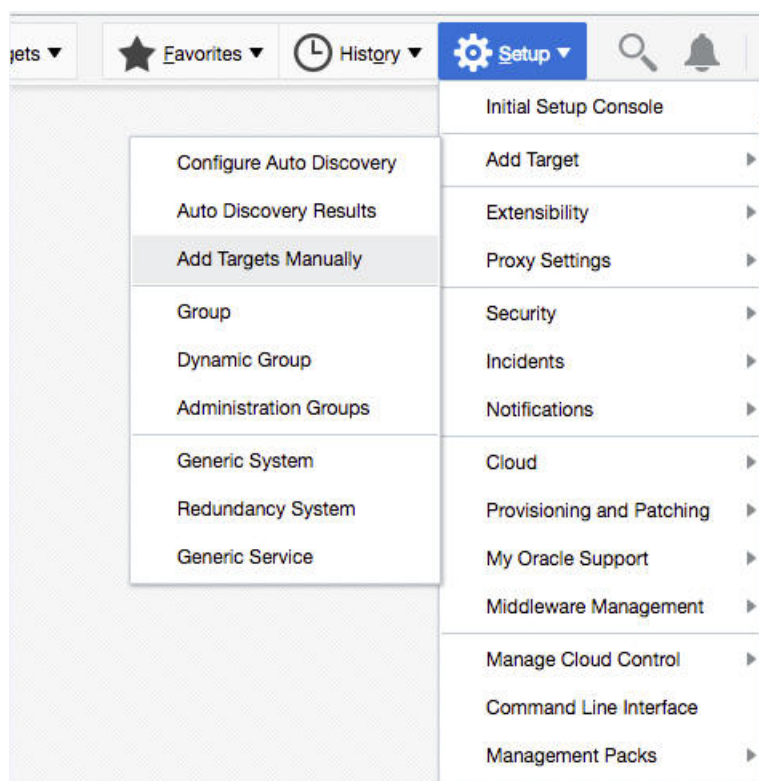 Favorites ▼
History ▼
Setup ▼
Initial Setup Console
Add Target
Extensibility
Proxy Settings
Security
Incidents
Notifications
Cloud
Provisioning and Patching
My Oracle Support
Middleware Management
Manage Cloud Control
Command Line Interface
Management Packs
Configure Auto Discovery
Auto Discovery Results
Add Targets Manually
Group
Dynamic Group
Administration Groups
Generic System
Redundancy System
Generic Service